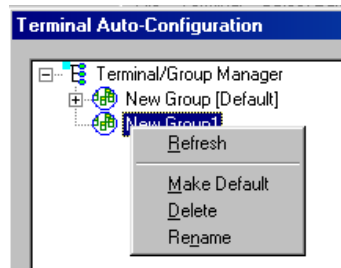 Terminal Auto-Configuration
Terminal/Group Manager
New Group [Default]
New Group1
Refresh
Make Default
Delete
Rename